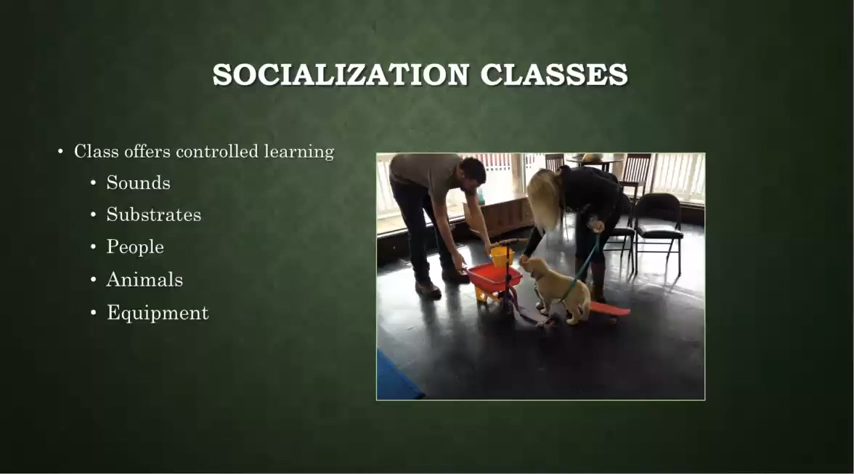 SOCIALIZATION CLASSES
• Class offers controlled learning
• Sounds
• Substrates
• People
• Animals
• Equipment